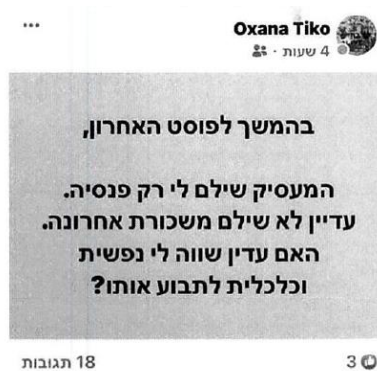 Oxana Tiko
4 שעות ·
בהמשך לפוסט האחרון,
המעסיק שילם לי רק פנסיה.
עדיין לא שילם משכורת אחרונה.
האם עדין שווה לי נפשית
וכלכלית לתבוע אותו?
3
18 תגובות